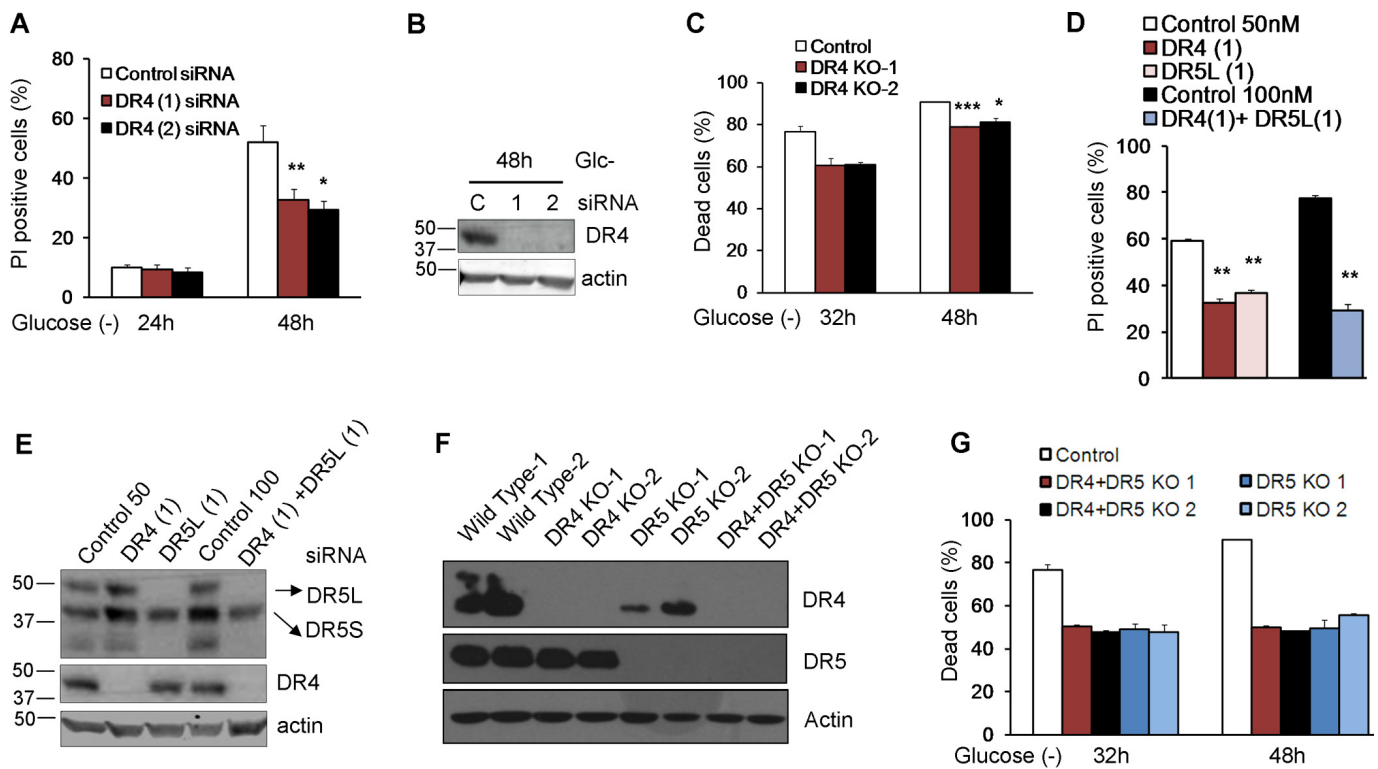 A
80
60
40
20
0
PI positive cells (%)
Control siRNA
DR4 (1) siRNA
DR4 (2) siRNA
** *
Glucose (-) 24h 48h
B
48h Glc-
C 1 2 siRNA
50
37
DR4
50
actin
C
Control
DR4 KO-1
DR4 KO-2
100
80
60
40
20
0
Dead cells (%)
*** *
Glucose (-) 32h 48h
D
Control 50nM
DR4 (1)
DR5L (1)
Control 100nM
DR4(1)+ DR5L(1)
100
80
60
40
20
0
PI positive cells (%)
** ** **
E
Control 50
DR4 (1)
DR5L (1)
Control 100
DR4 (1) +DR5L (1)
siRNA
50
37
DR5L
DR5S
50
37
DR4
50
actin
F
Wild Type-1
Wild Type-2
DR4 KO-1
DR4 KO-2
DR5 KO-1
DR5 KO-2
DR4+DR5 KO-1
DR4+DR5 KO-2
DR4
DR5
Actin
G
Control
DR4+DR5 KO 1 DR5 KO 1
DR4+DR5 KO 2 DR5 KO 2
100
80
60
40
20
0
Dead cells (%)
Glucose (-) 32h 48h